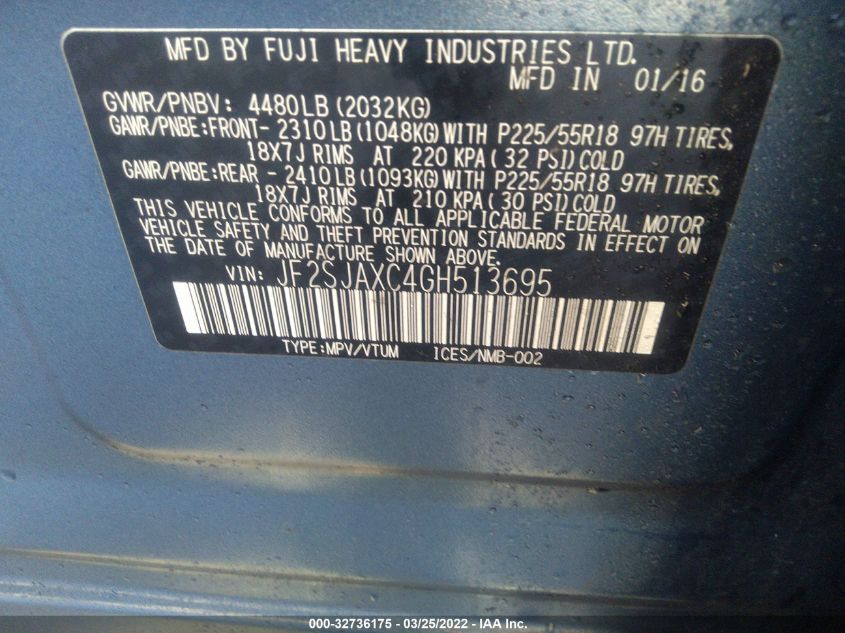 MFD BY FUJI HEAVY INDUSTRIES LTD.
MFD IN 01/16
GVWR/PNBV: 4480LB (2032KG)
GAWR/PNBE:FRONT- 2310LB (1048KG) WITH P225/55R18 97H TIRES,
18X7J RIMS AT 220 KPA ( 32 PSI) COLD
GAWR/PNBE:REAR - 2410LB (1093KG) WITH P225/55R18 97H TIRES,
18X7J RIMS AT 210 KPA ( 30 PSI) COLD
THIS VEHICLE CONFORMS TO ALL APPLICABLE FEDERAL MOTOR
VEHICLE SAFETY AND THEFT PREVENTION STANDARDS IN EFFECT ON
THE DATE OF MANUFACTURE SHOWN ABOVE.
VIN: JF2SJAXC4GH513695
TYPE:MPV/VTUM ICES/NMB-002
000-32736175 — 03/25/2022 — © IAA Inc.